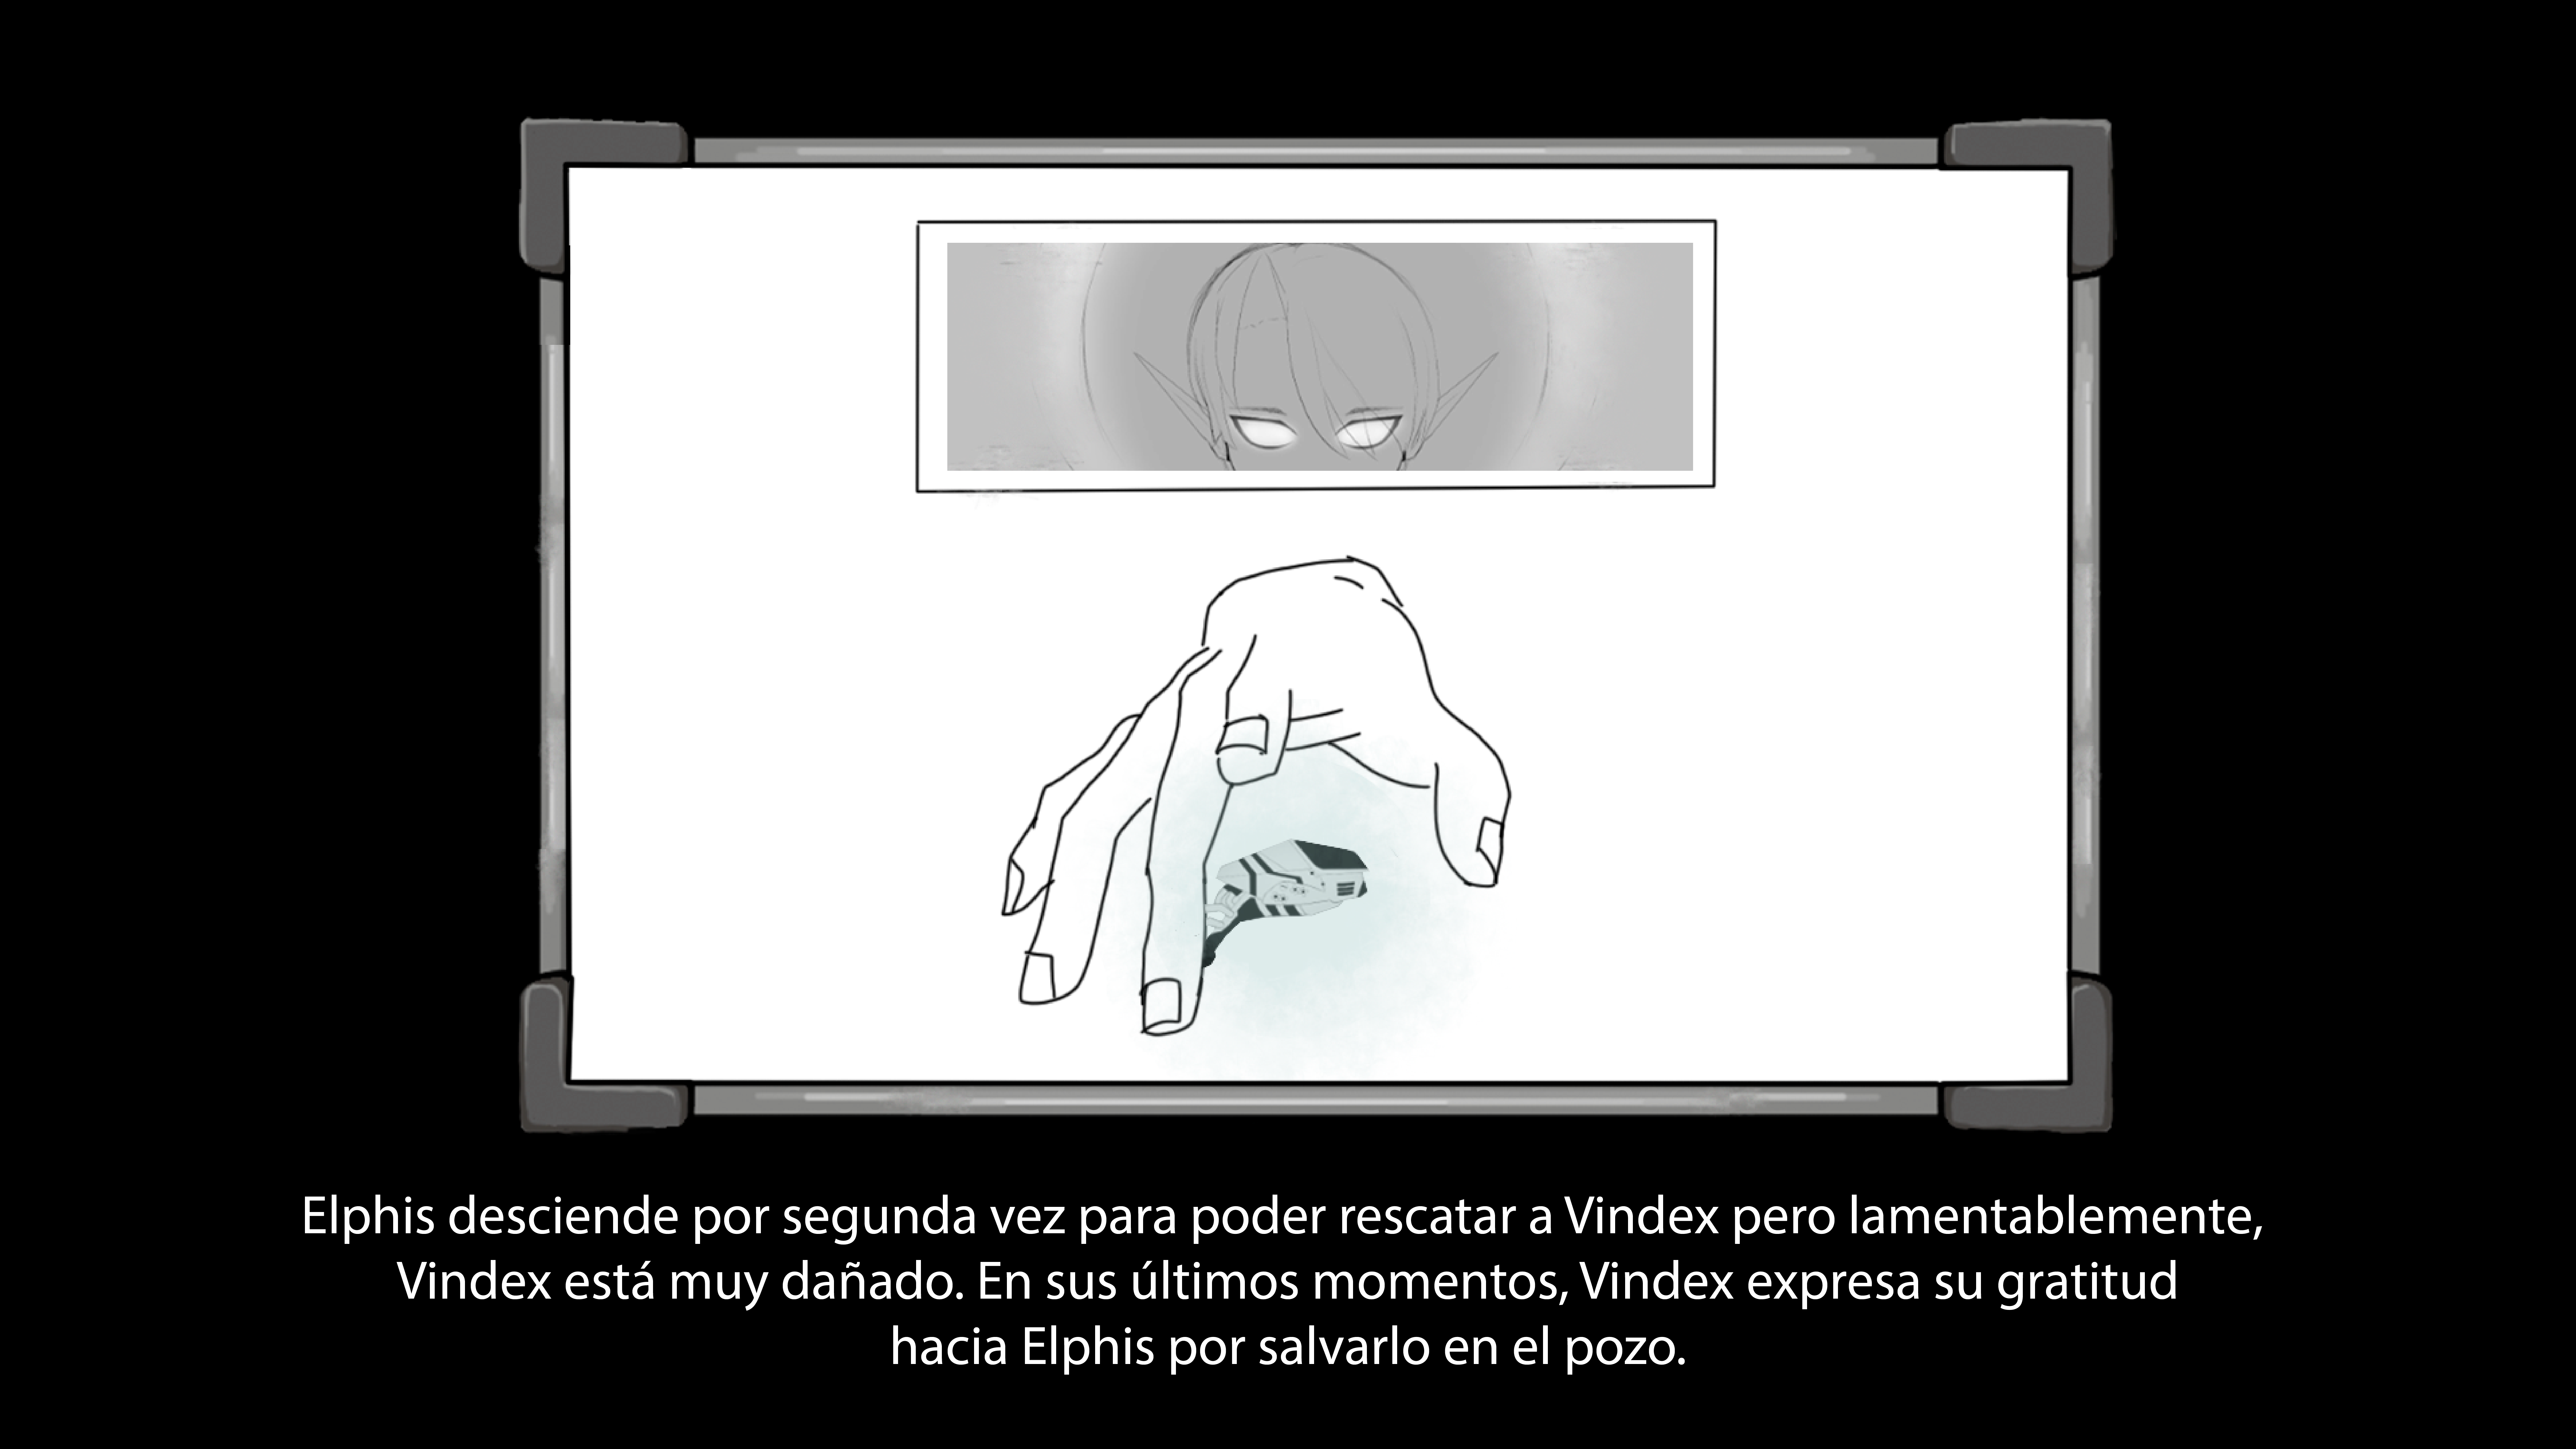 Elphis desciende por segunda vez para poder rescatar a Vindex pero lamentablemente,
Vindex está muy dañado. En sus últimos momentos, Vindex expresa su gratitud
hacia Elphis por salvarlo en el pozo.